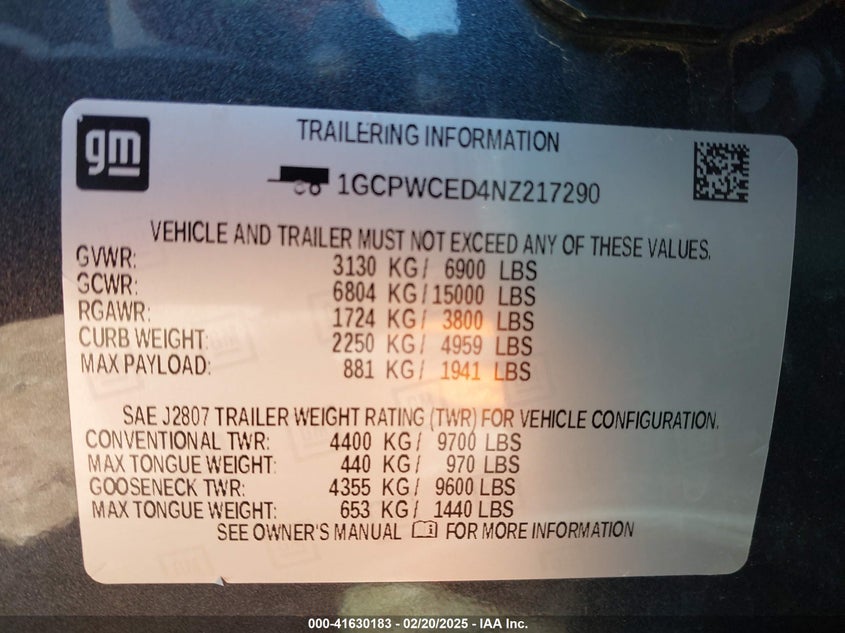 gm
TRAILERING INFORMATION
1GCPWCED4NZ217290
VEHICLE AND TRAILER MUST NOT EXCEED ANY OF THESE VALUES.
GVWR: 3130 KG/ 6900 LBS
GCWR: 6804 KG/15000 LBS
RGAWR: 1724 KG/ 3800 LBS
CURB WEIGHT: 2250 KG/ 4959 LBS
MAX PAYLOAD: 881 KG/ 1941 LBS
SAE J2807 TRAILER WEIGHT RATING (TWR) FOR VEHICLE CONFIGURATION.
CONVENTIONAL TWR: 4400 KG/ 9700 LBS
MAX TONGUE WEIGHT: 440 KG/ 970 LBS
GOOSENECK TWR: 4355 KG/ 9600 LBS
MAX TONGUE WEIGHT: 653 KG/ 1440 LBS
SEE OWNER'S MANUAL FOR MORE INFORMATION
000-41630183 - 02/20/2025 - IAA Inc.